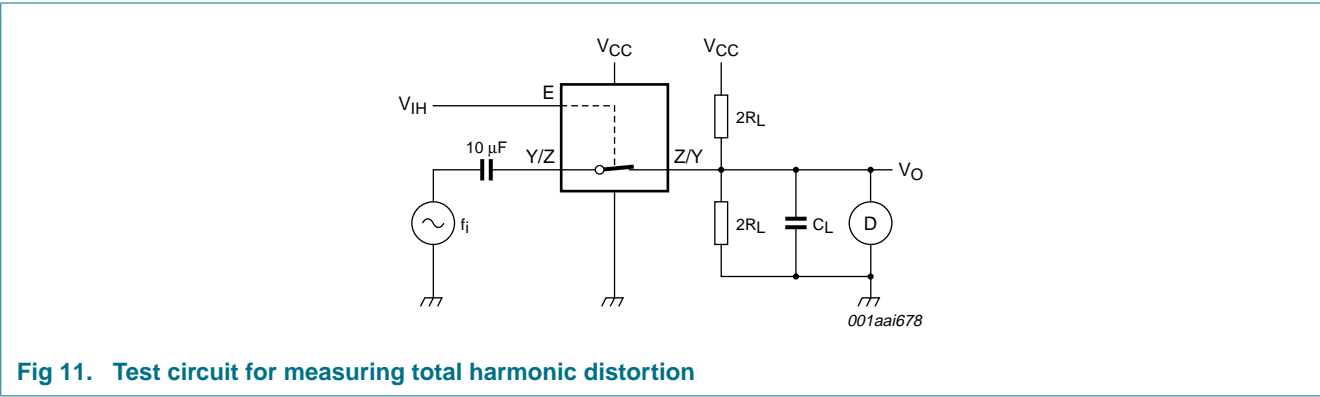 VCC VCC
E
VIH
2RL
10 μF Y/Z Z/Y
VO
fi 2RL CL D
001aai678
Fig 11. Test circuit for measuring total harmonic distortion